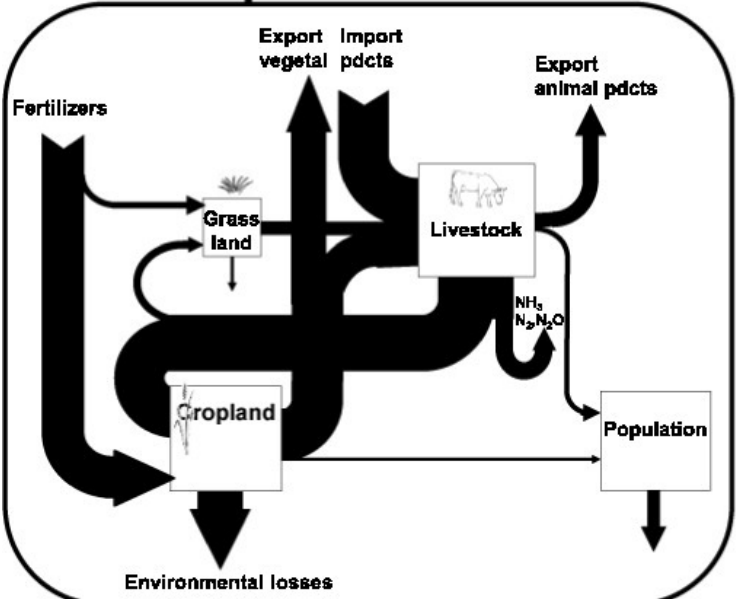 Export
vegetal
Import
pdcts
Export
animal pdcts
Fertilizers
Grass
land
Livestock
NH3
N2,N2O
Cropland
Population
Environmental losses